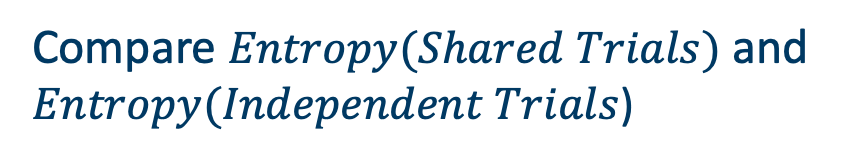 Compare Entropy(Shared Trials) and
Entropy(Independent Trials)